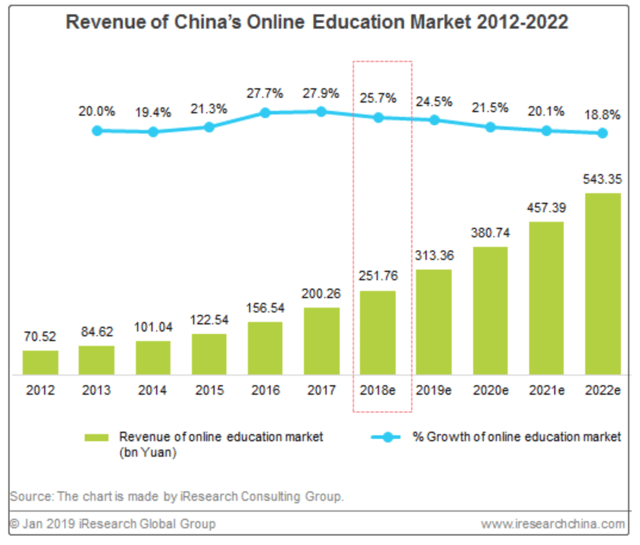 Revenue of China's Online Education Market 2012-2022
20.0% 19.4% 21.3% 27.7% 27.9% 25.7% 24.5% 21.5% 20.1% 18.8%
70.52 84.62 101.04 122.54 156.54 200.26 251.76 313.36 380.74 457.39 543.35
2012 2013 2014 2015 2016 2017 2018e 2019e 2020e 2021e 2022e
Revenue of online education market
(bn Yuan)
% Growth of online education market
Source: The chart is made by iResearch Consulting Group.
© Jan 2019 iResearch Global Group
www.iresearchchina.com